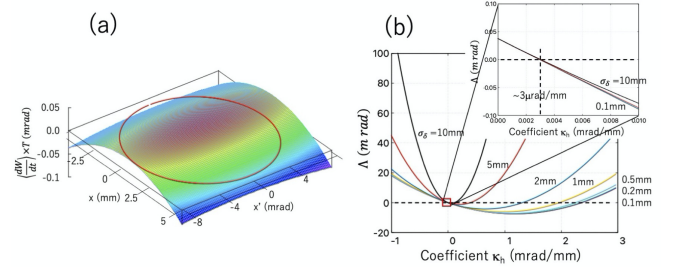 (a)
⟨dW/dt⟩×T (mrad)
0.05
0.0
-0.05
-0.1
-2.5
0
2.5
5
x (mm)
-8
-4
0
4
x' (mrad)
(b)
Λ (m rad)
100
80
60
40
20
0
-20
-1
0
1
2
3
Coefficient κh (mrad/mm)
σδ =10mm
5mm
2mm
1mm
0.5mm
0.2mm
0.1mm
Λ (m rad)
0.10
0.05
0.00
-0.05
-0.10
0.000
0.002
0.004
0.006
0.008
0.010
Coefficient κh (mrad/mm)
~3μrad/mm
σδ =10mm
0.1mm